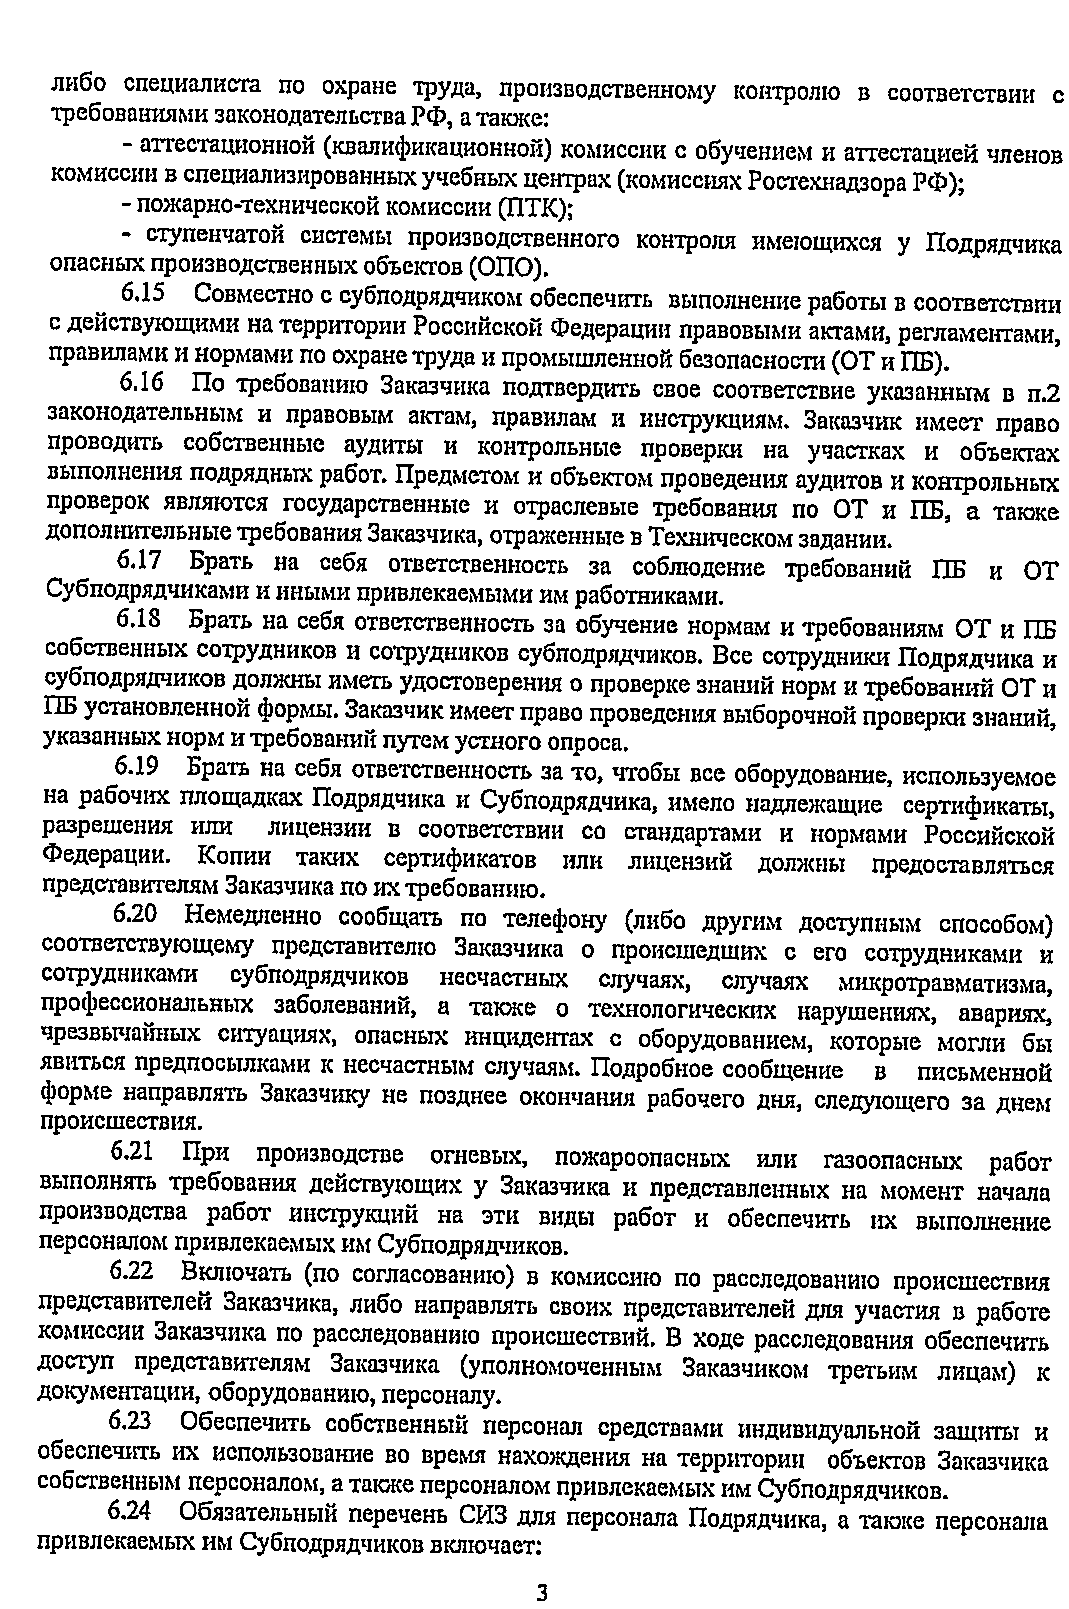 либо специалиста по охране труда, производственному контролю в соответствии с
требованиями законодательства РФ, а также:
- аттестационной (квалификационной) комиссии с обучением и аттестацией членов
комиссии в специализированных учебных центрах (комиссиях Ростехнадзора РФ);
- пожарно-технической комиссии (ПТК);
- ступенчатой системы производственного контроля имеющихся у Подрядчика
опасных производственных объектов (ОПО).
6.15 Совместно с субподрядчиком обеспечить выполнение работы в соответствии
с действующими на территории Российской Федерации правовыми актами, регламентами,
правилами и нормами по охране труда и промышленной безопасности (ОТ и ПБ).
6.16 По требованию Заказчика подтвердить свое соответствие указанным в п.2
законодательным и правовым актам, правилам и инструкциям. Заказчик имеет право
проводить собственные аудиты и контрольные проверки на участках и объектах
выполнения подрядных работ. Предметом и объектом проведения аудитов и контрольных
проверок являются государственные и отраслевые требования по ОТ и ПБ, а также
дополнительные требования Заказчика, отраженные в Техническом задании.
6.17 Брать на себя ответственность за соблюдение требований ПБ и ОТ
Субподрядчиками и иными привлекаемыми им работниками.
6.18 Брать на себя ответственность за обучение нормам и требованиям ОТ и ПБ
собственных сотрудников и сотрудников субподрядчиков. Все сотрудники Подрядчика и
субподрядчиков должны иметь удостоверения о проверке знаний норм и требований ОТ и
ПБ установленной формы. Заказчик имеет право проведения выборочной проверки знаний,
указанных норм и требований путем устного опроса.
6.19 Брать на себя ответственность за то, чтобы все оборудование, используемое
на рабочих площадках Подрядчика и Субподрядчика, имело надлежащие сертификаты,
разрешения или лицензии в соответствии со стандартами и нормами Российской
Федерации. Копии таких сертификатов или лицензий должны предоставляться
представителям Заказчика по их требованию.
6.20 Немедленно сообщать по телефону (либо другим доступным способом)
соответствующему представителю Заказчика о происшедших с его сотрудниками и
сотрудниками субподрядчиков несчастных случаях, случаях микротравматизма,
профессиональных заболеваний, а также о технологических нарушениях, авариях,
чрезвычайных ситуациях, опасных инцидентах с оборудованием, которые могли бы
явиться предпосылками к несчастным случаям. Подробное сообщение в письменной
форме направлять Заказчику не позднее окончания рабочего дня, следующего за днем
происшествия.
6.21 При производстве огневых, пожароопасных или газоопасных работ
выполнять требования действующих у Заказчика и представленных на момент начала
производства работ инструкций на эти виды работ и обеспечить их выполнение
персоналом привлекаемых им Субподрядчиков.
6.22 Включать (по согласованию) в комиссию по расследованию происшествия
представителей Заказчика, либо направлять своих представителей для участия в работе
комиссии Заказчика по расследованию происшествий. В ходе расследования обеспечить
доступ представителям Заказчика (уполномоченным Заказчиком третьим лицам) к
документации, оборудованию, персоналу.
6.23 Обеспечить собственный персонал средствами индивидуальной защиты и
обеспечить их использование во время нахождения на территории объектов Заказчика
собственным персоналом, а также персоналом привлекаемых им Субподрядчиков.
6.24 Обязательный перечень СИЗ для персонала Подрядчика, а также персонала
привлекаемых им Субподрядчиков включает:
3